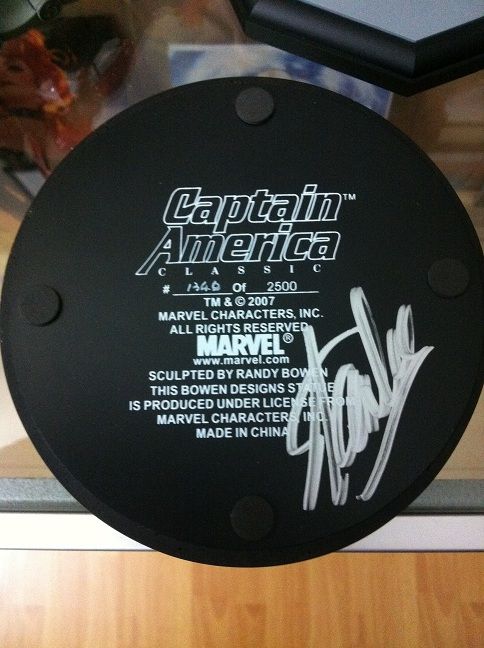 Captain™
America
CLASSIC
# 1346 of 2500
TM & © 2007
MARVEL CHARACTERS, INC.
ALL RIGHTS RESERVED
MARVEL®
www.marvel.com
SCULPTED BY RANDY BOWEN
THIS BOWEN DESIGNS STATUE
IS PRODUCED UNDER LICENSE FROM
MARVEL CHARACTERS, INC.
MADE IN CHINA